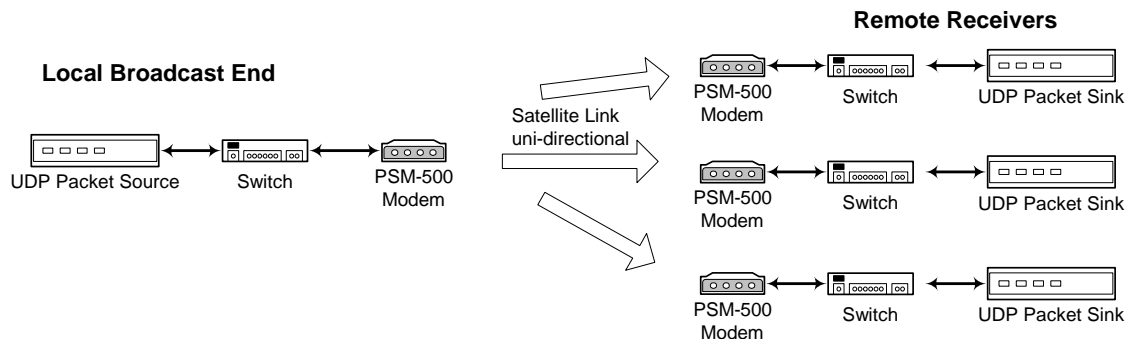 Remote Receivers
Local Broadcast End
PSM-500
Modem
Switch
UDP Packet Sink
Satellite Link
uni-directional
UDP Packet Source
Switch
PSM-500
Modem
PSM-500
Modem
Switch
UDP Packet Sink
PSM-500
Modem
Switch
UDP Packet Sink